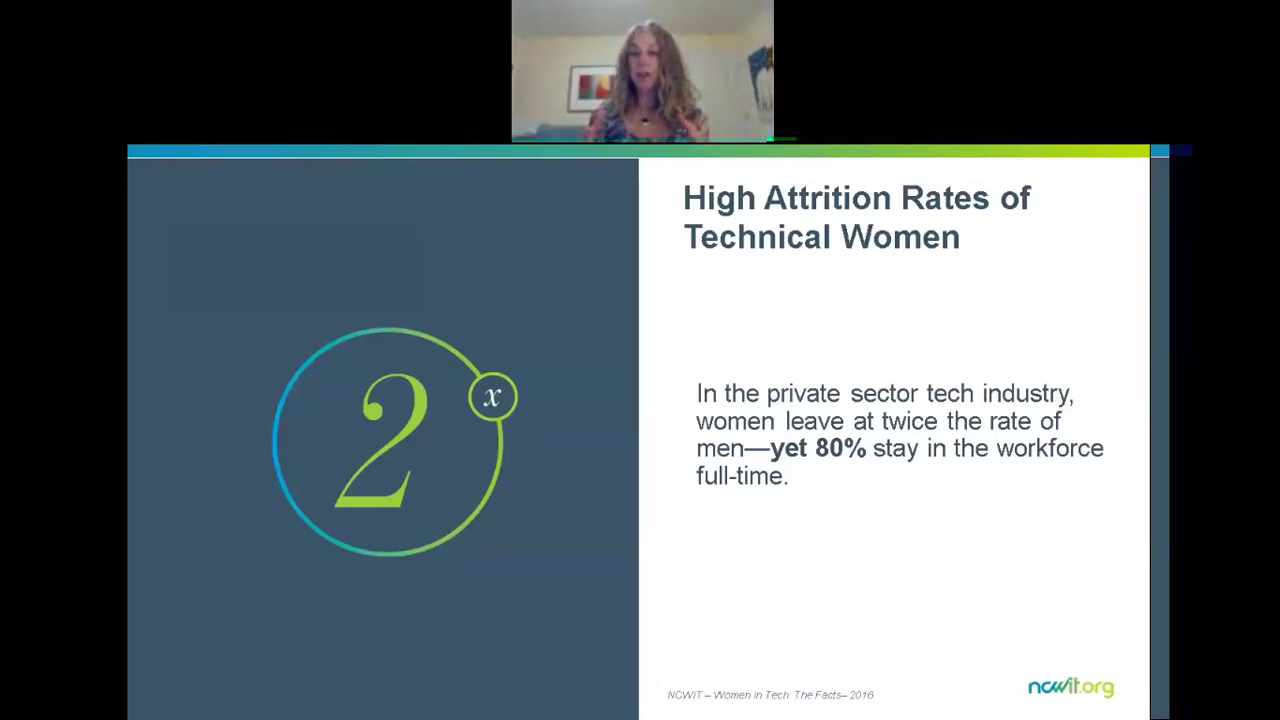 High Attrition Rates of
Technical Women
2
x
In the private sector tech industry,
women leave at twice the rate of
men—yet 80% stay in the workforce
full-time.
NCWIT – Women in Tech: The Facts– 2016
ncwit.org